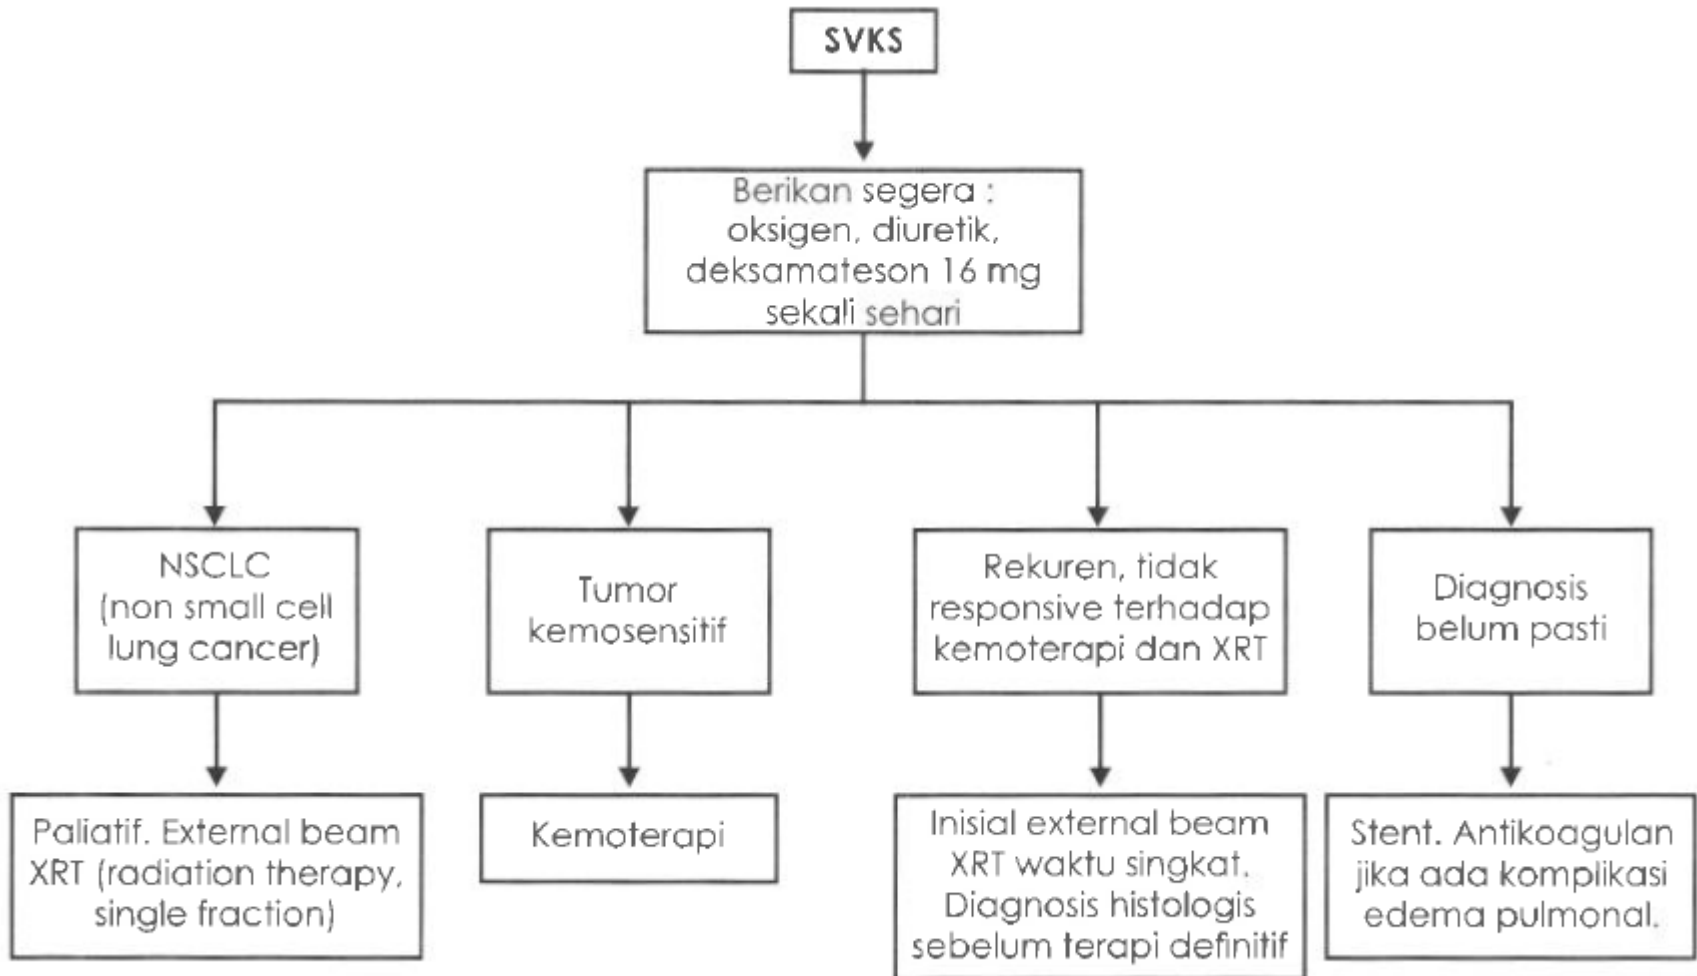 SVKS
Berikan segera :
oksigen, diuretik,
deksamateson 16 mg
sekali sehari
NSCLC
(non small cell
lung cancer)
Tumor
kemosensitif
Rekuren, tidak
responsive terhadap
kemoterapi dan XRT
Diagnosis
belum pasti
Paliatif. External beam
XRT (radiation therapy,
single fraction)
Kemoterapi
Inisial external beam
XRT waktu singkat.
Diagnosis histologis
sebelum terapi definitif
Stent. Antikoagulan
jika ada komplikasi
edema pulmonal.